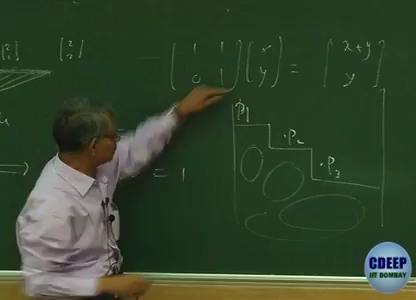 [1 1; 0 1] [x; y] = [x+y; y]
P1
P2
P3
= 1
CDEEP
IIT BOMBAY